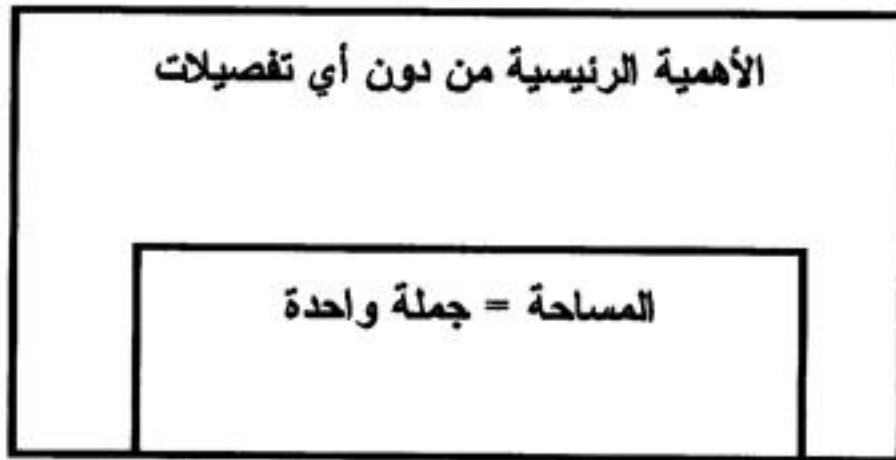 الأهمية الرئيسية من دون أي تفصيلات
المساحة = جملة واحدة